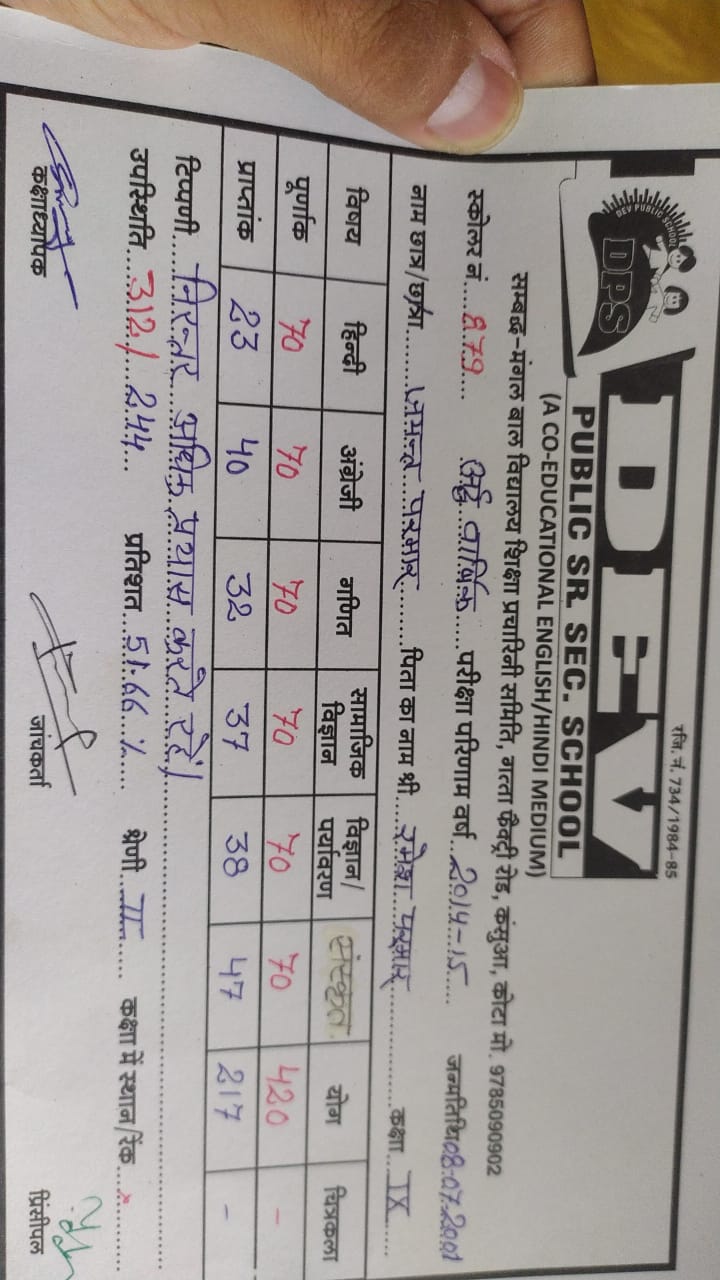 रजि. नं. 734/1984-85
DEV PUBLIC SCHOOL
DPS
DEV
PUBLIC SR. SEC. SCHOOL
(A CO-EDUCATIONAL ENGLISH/HINDI MEDIUM)
सम्बद्ध-मंगल बाल विद्यालय शिक्षा प्रचारिनी समिति, नाला फैक्ट्री रोड, कंसुआ, कोटा मो. 9785090902
स्कोलर नं. 879 अर्द्ध वार्षिक परीक्षा परिणाम वर्ष 2014-15 जन्मतिथि 08-07-2001
नाम छात्र/छात्रा परमार पिता का नाम श्री रमेश परमार कक्षा IX
विषय हिन्दी अंग्रेजी गणित सामाजिक विज्ञान विज्ञान/पर्यावरण संस्कृत योग चित्रकला
पूर्णांक 70 70 70 70 70 70 420 -
प्राप्तांक 23 40 32 37 38 47 217 -
टिप्पणी निरन्तर अधिक प्रयास करते रहें।
उपस्थिति 312/244 प्रतिशत 51.66 % श्रेणी II कक्षा में स्थान/रेंक x
कक्षाध्यापक जांचकर्ता प्रिंसीपल